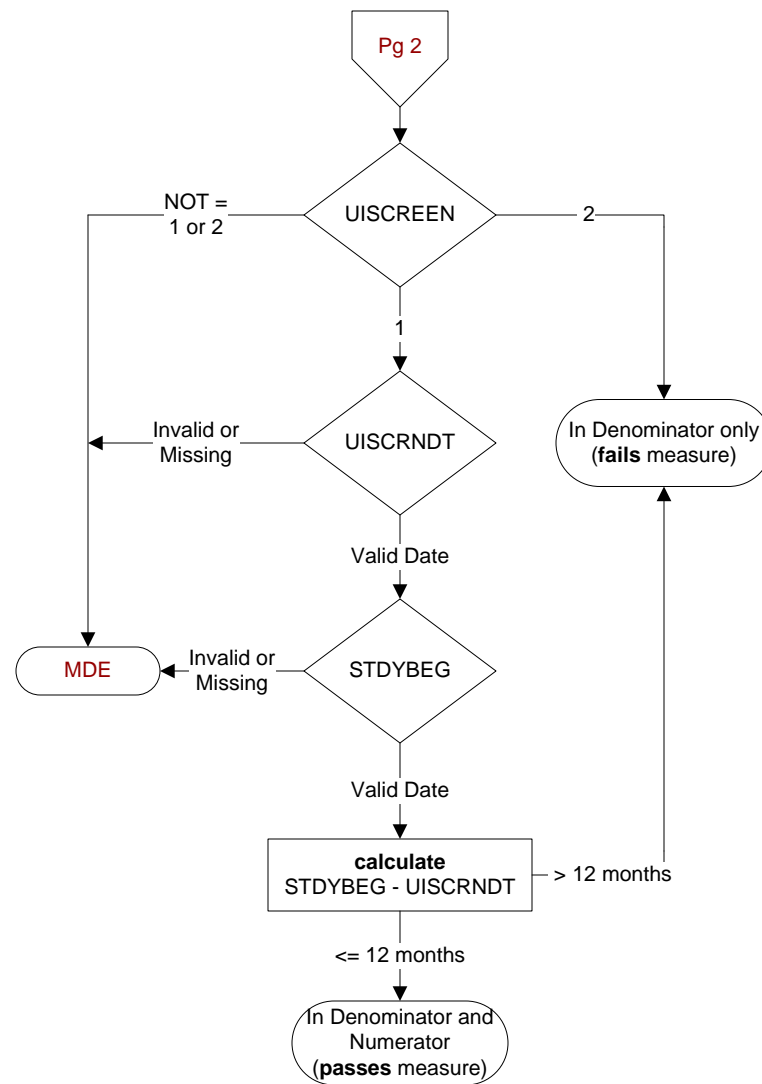 Pg 2
NOT =
1 or 2
UISCREEN
2
1
Invalid or
Missing
UISCRNDT
In Denominator only
(fails measure)
Valid Date
MDE
Invalid or
Missing
STDYBEG
Valid Date
calculate
STDYBEG - UISCRNDT
> 12 months
<= 12 months
In Denominator and
Numerator
(passes measure)